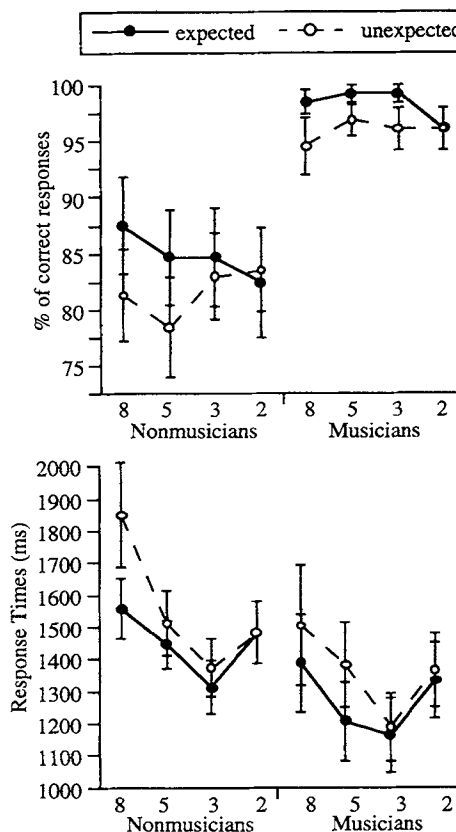 expected unexpected
100
95
90
85
80
75
% of correct responses
8 5 3 2 8 5 3 2
Nonmusicians Musicians
2000
1900
1800
1700
1600
1500
1400
1300
1200
1100
1000
Response Times (ms)
8 5 3 2 8 5 3 2
Nonmusicians Musicians